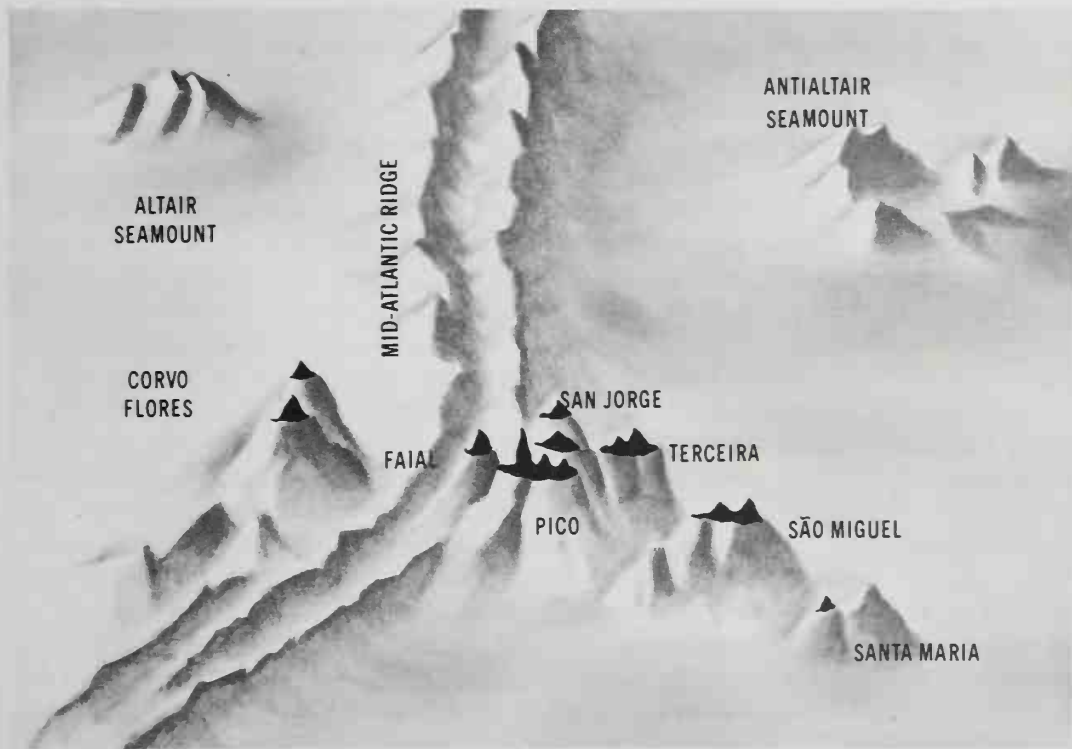 ANTIALTAIR
SEAMOUNT
ALTAIR
SEAMOUNT
MID-ATLANTIC RIDGE
CORVO
FLORES
SAN JORGE
FAIAL
TERCEIRA
PICO
SÃO MIGUEL
SANTA MARIA